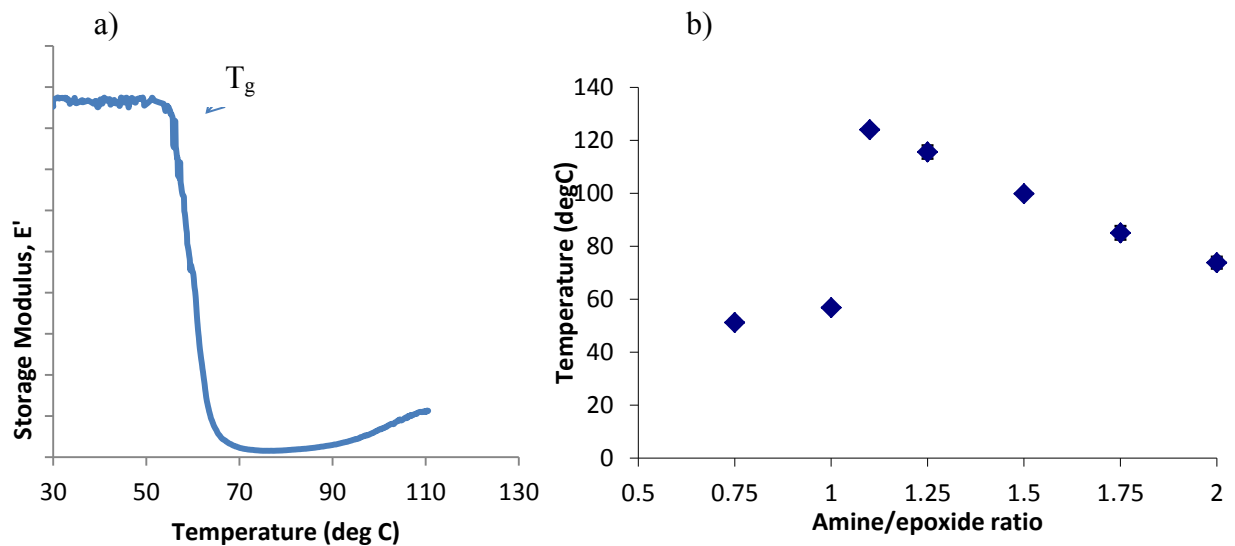 a)
T_g
Storage Modulus, E'
30 50 70 90 110 130
Temperature (deg C)
b)
Temperature (degC)
140
120
100
80
60
40
20
0
0.5 0.75 1 1.25 1.5 1.75 2
Amine/epoxide ratio